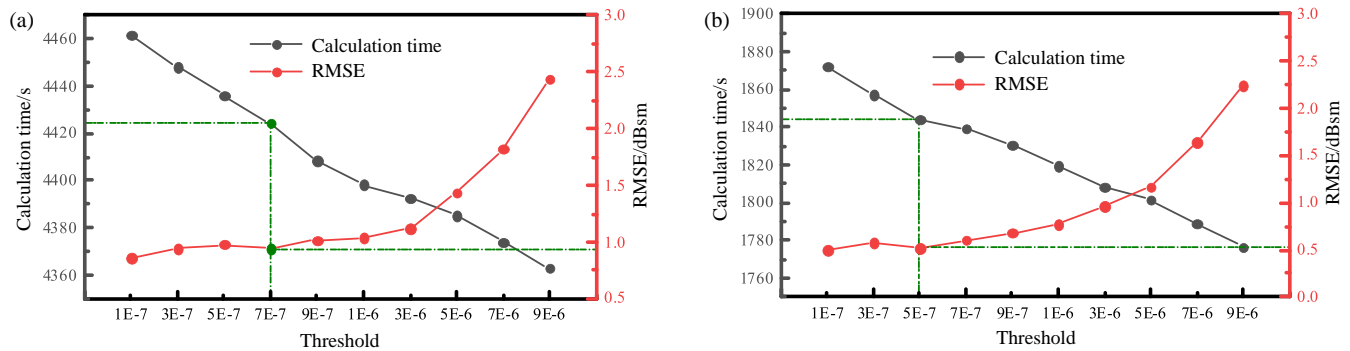 (a)
Calculation time/s
4460
4440
4420
4400
4380
4360
Calculation time
RMSE
3.0
2.5
2.0
1.5
1.0
0.5
RMSE/dBsm
1E-7 3E-7 5E-7 7E-7 9E-7 1E-6 3E-6 5E-6 7E-6 9E-6
Threshold
(b)
Calculation time/s
1900
1880
1860
1840
1820
1800
1780
1760
1740
Calculation time
RMSE
3.0
2.5
2.0
1.5
1.0
0.5
0.0
RMSE/dBsm
1E-7 3E-7 5E-7 7E-7 9E-7 1E-6 3E-6 5E-6 7E-6 9E-6
Threshold